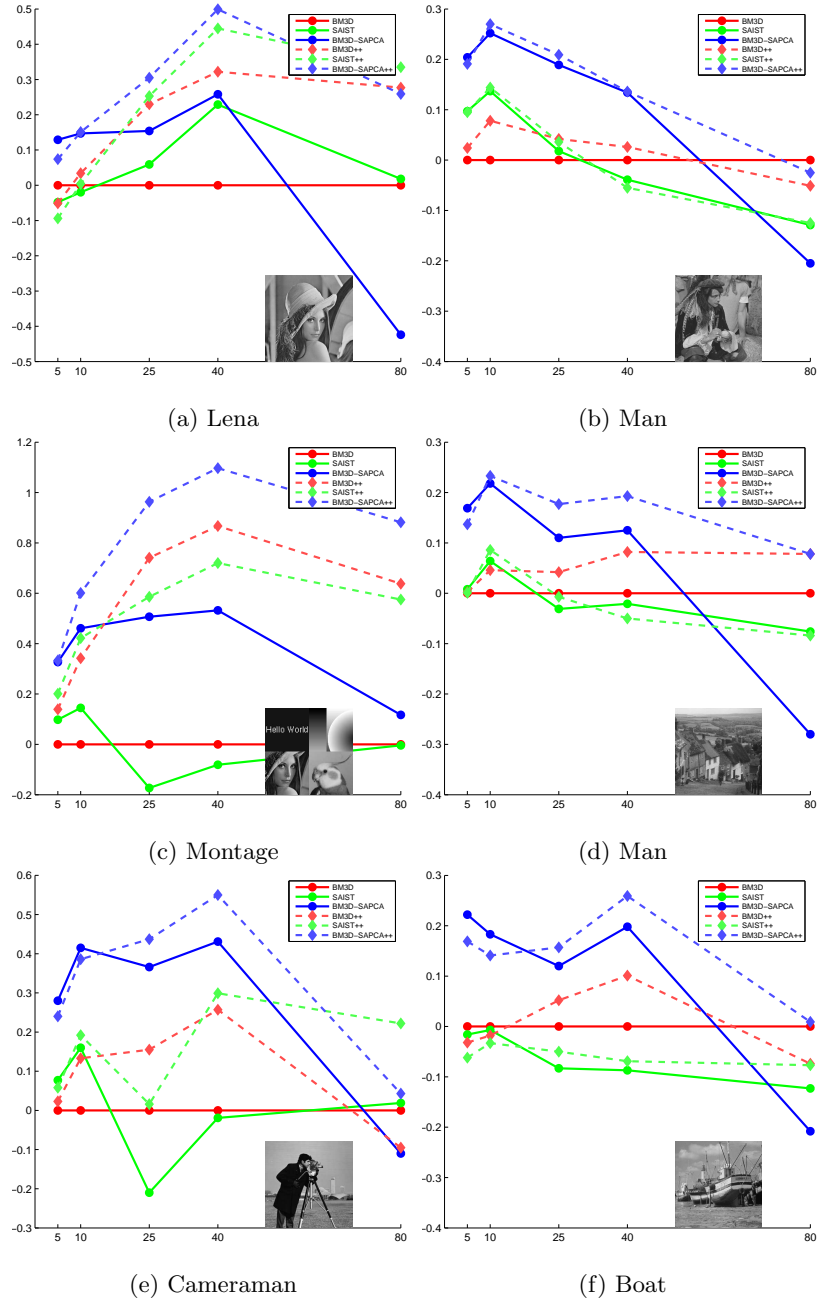 0.5
0.4
0.3
0.2
0.1
0
-0.1
-0.2
-0.3
-0.4
-0.5
5 10 25 40 80
BM3D
SAIST
BM3D-SAPCA
BM3D++
SAIST++
BM3D-SAPCA++
(a) Lena
0.3
0.2
0.1
0
-0.1
-0.2
-0.3
-0.4
5 10 25 40 80
BM3D
SAIST
BM3D-SAPCA
BM3D++
SAIST++
BM3D-SAPCA++
(b) Man
1.2
1
0.8
0.6
0.4
0.2
0
-0.2
5 10 25 40 80
BM3D
SAIST
BM3D-SAPCA
BM3D++
SAIST++
BM3D-SAPCA++
Hello World
(c) Montage
0.3
0.2
0.1
0
-0.1
-0.2
-0.3
-0.4
5 10 25 40 80
BM3D
SAIST
BM3D-SAPCA
BM3D++
SAIST++
BM3D-SAPCA++
(d) Man
0.6
0.5
0.4
0.3
0.2
0.1
0
-0.1
-0.2
-0.3
5 10 25 40 80
BM3D
SAIST
BM3D-SAPCA
BM3D++
SAIST++
BM3D-SAPCA++
(e) Cameraman
0.3
0.2
0.1
0
-0.1
-0.2
-0.3
-0.4
5 10 25 40 80
BM3D
SAIST
BM3D-SAPCA
BM3D++
SAIST++
BM3D-SAPCA++
(f) Boat